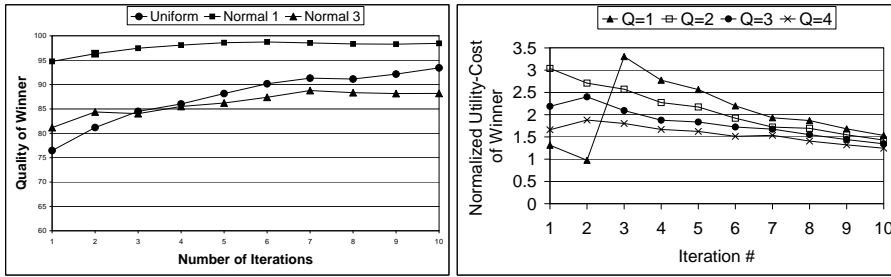 Uniform Normal 1 Normal 3
Quality of Winner
100
95
90
85
80
75
70
65
60
1 2 3 4 5 6 7 8 9 10
Number of Iterations
Q=1 Q=2 Q=3 Q=4
Normalized Utility-Cost
of Winner
3.5
3
2.5
2
1.5
1
0.5
0
1 2 3 4 5 6 7 8 9 10
Iteration #